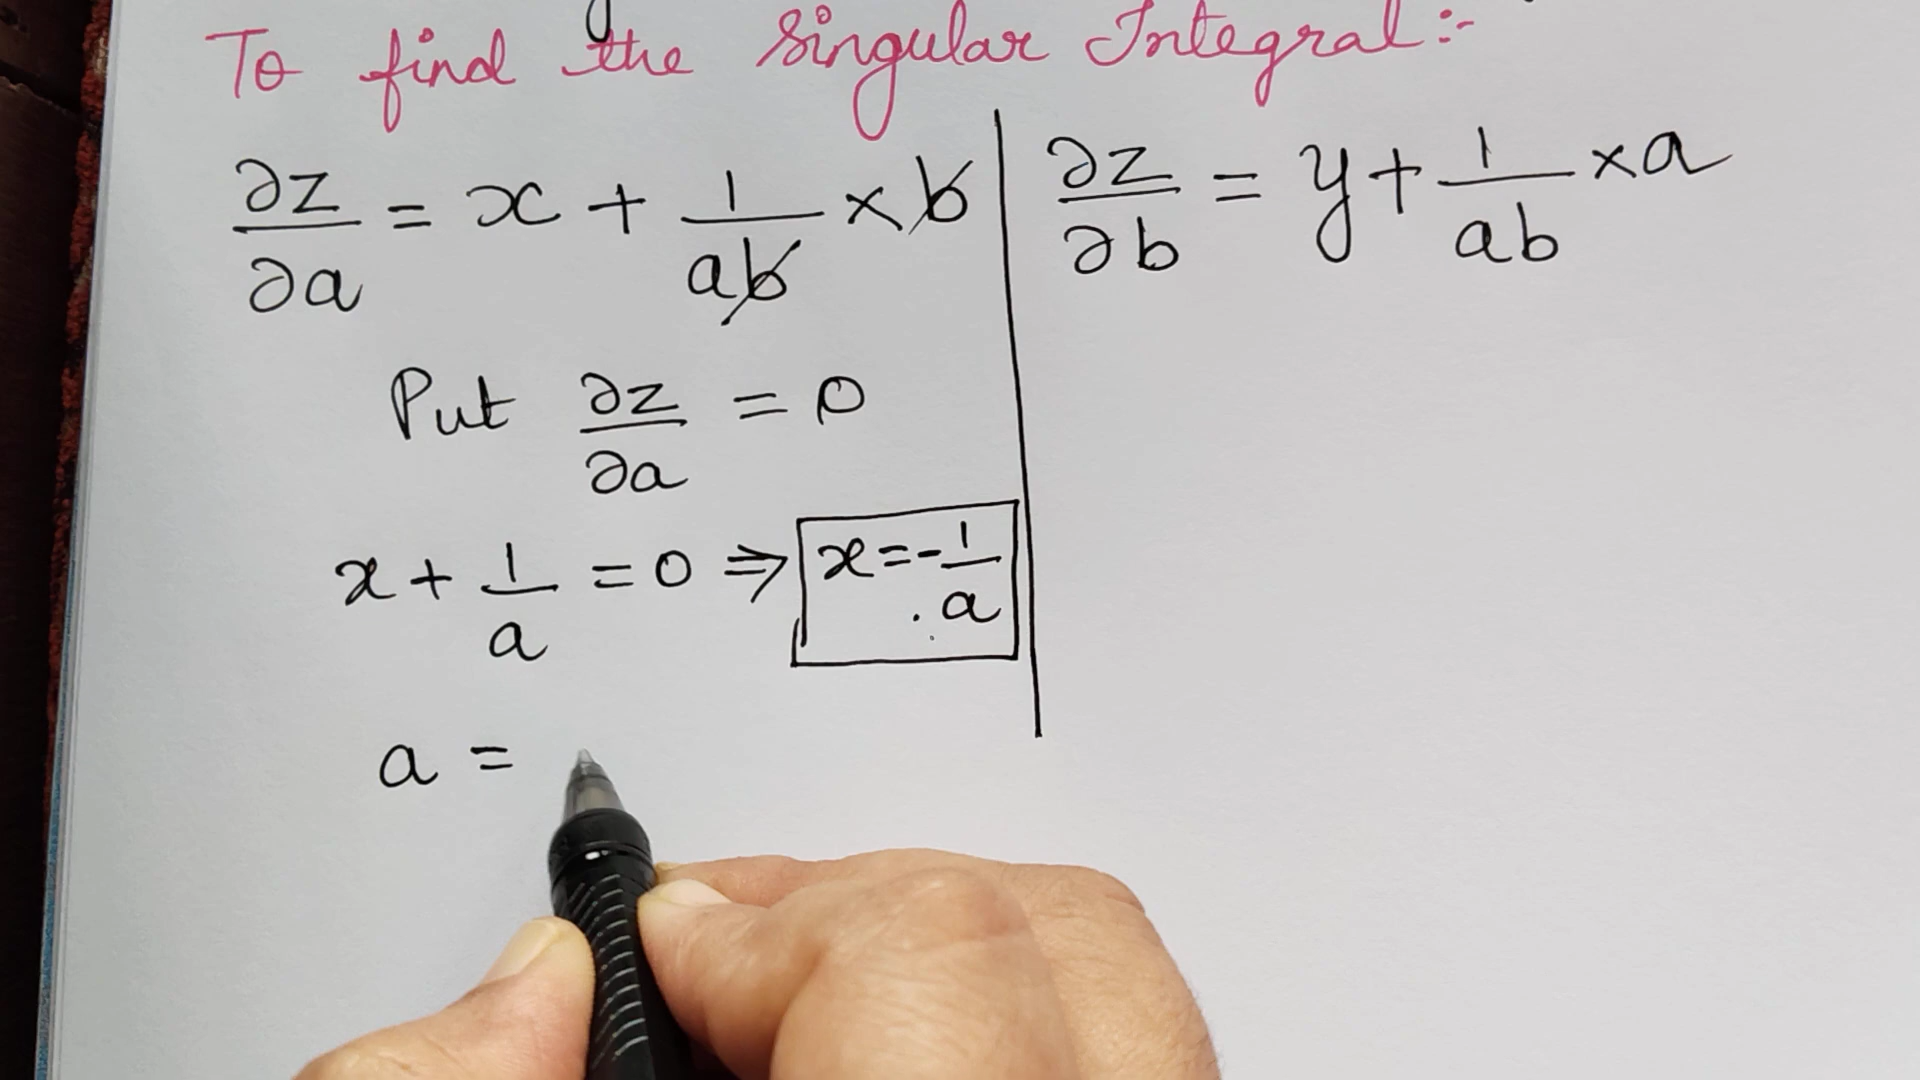 To find the Singular Integral:-
∂z/∂a = x + 1/ab × b
∂z/∂b = y + 1/ab × a
Put ∂z/∂a = 0
x + 1/a = 0 ⇒ x = -1/a
a =